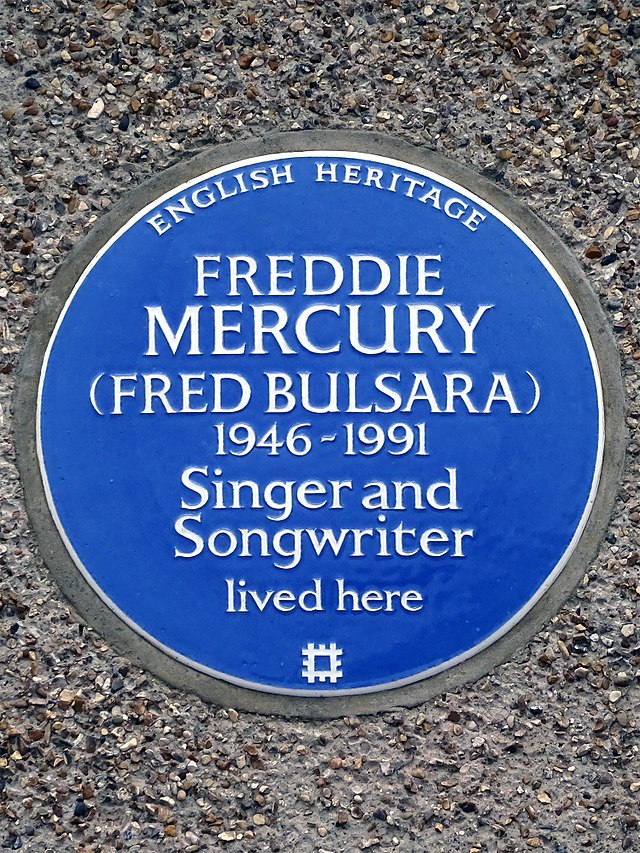 ENGLISH HERITAGE
FREDDIE
MERCURY
(FRED BULSARA)
1946~1991
Singer and
Songwriter
lived here